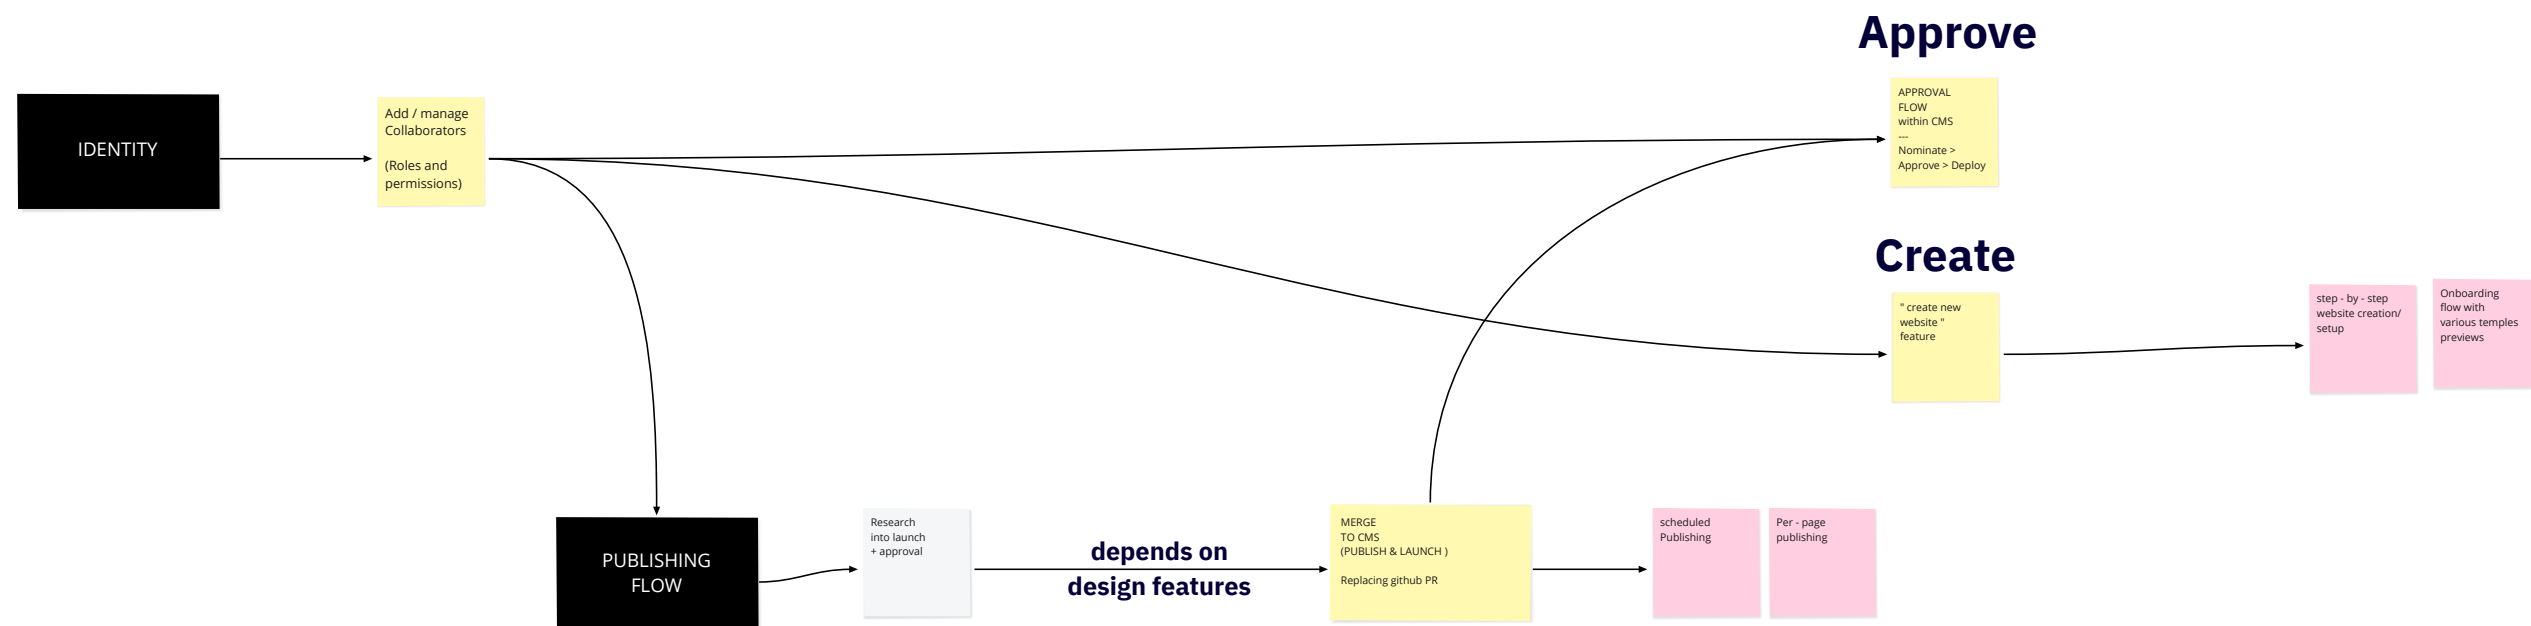 Approve
IDENTITY
Add / manage
Collaborators
(Roles and
permissions)
APPROVAL
FLOW
within CMS
---
Nominate >
Approve > Deploy
Create
" create new
website "
feature
step - by - step
website creation/
setup
Onboarding
flow with
various temples
previews
PUBLISHING
FLOW
Research
into launch
+ approval
depends on
design features
MERGE
TO CMS
(PUBLISH & LAUNCH )
Replacing github PR
scheduled
Publishing
Per - page
publishing